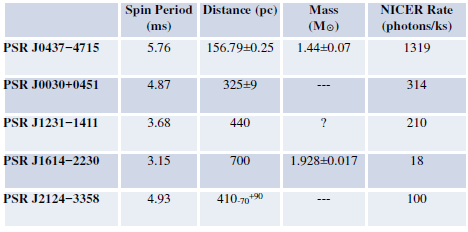 Spin Period (ms) Distance (pc) Mass (M⊙) NICER Rate (photons/ks)
PSR J0437−4715 5.76 156.79±0.25 1.44±0.07 1319
PSR J0030+0451 4.87 325±9 --- 314
PSR J1231−1411 3.68 440 ? 210
PSR J1614−2230 3.15 700 1.928±0.017 18
PSR J2124−3358 4.93 410-70+90 --- 100